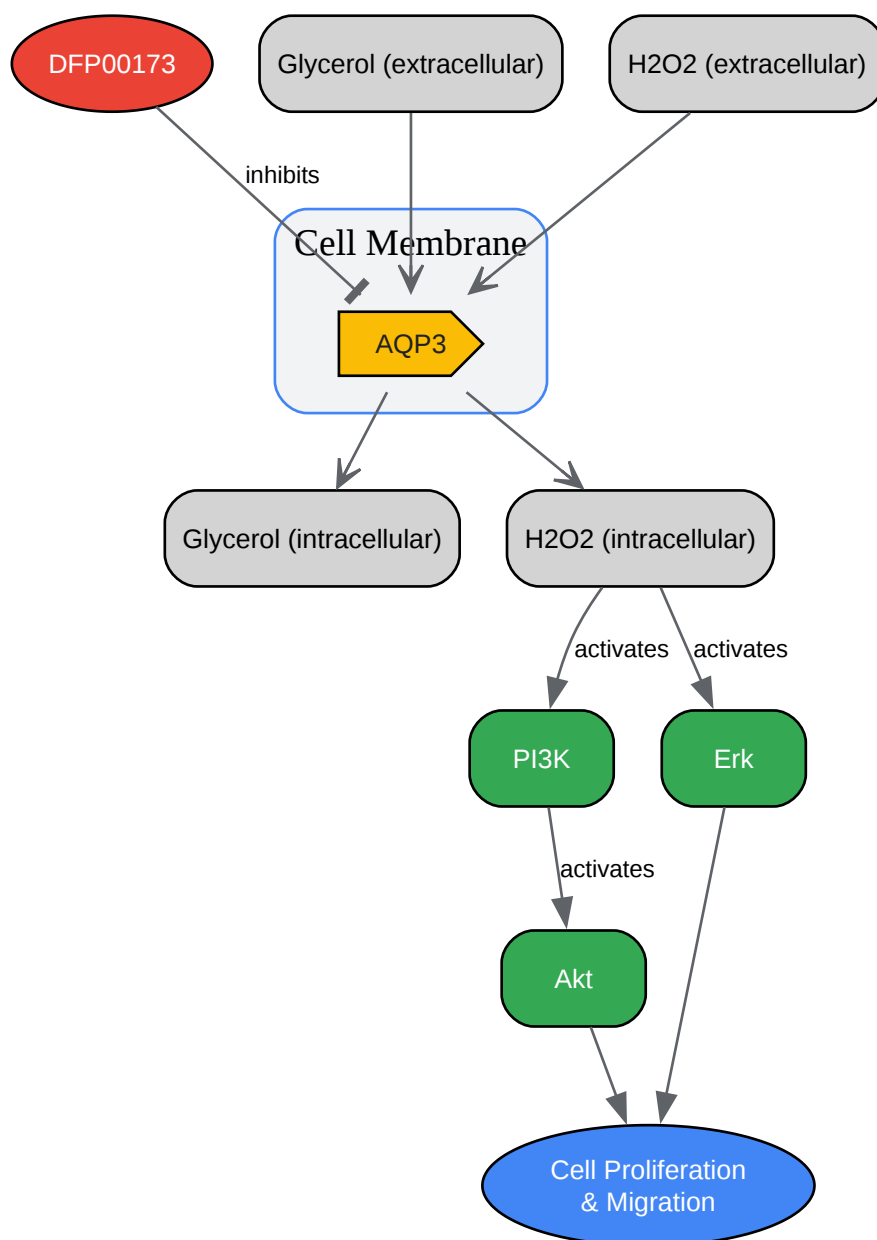 DFP00173
Glycerol (extracellular)
H2O2 (extracellular)
inhibits
Cell Membrane
AQP3
Glycerol (intracellular)
H2O2 (intracellular)
activates
activates
PI3K
Erk
activates
Akt
Cell Proliferation
& Migration